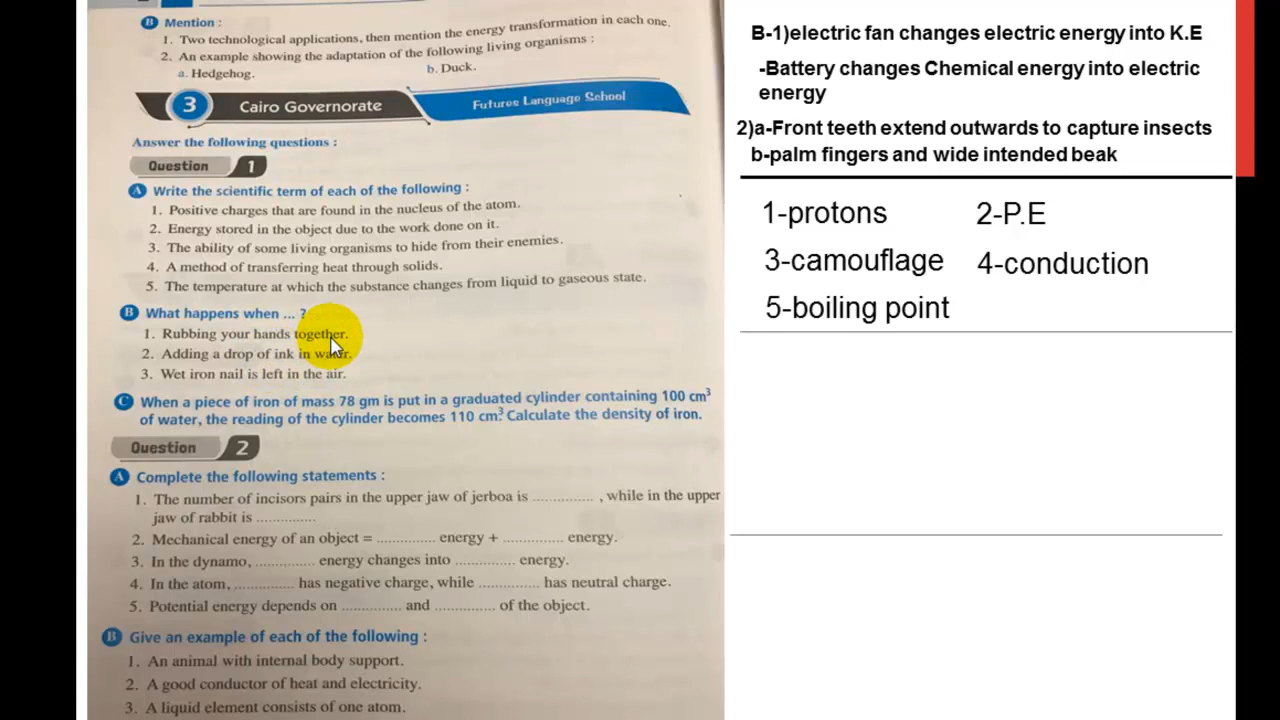 B Mention :
1. Two technological applications, then mention the energy transformation in each one.
2. An example showing the adaptation of the following living organisms :
a. Hedgehog. b. Duck.
3 Cairo Governorate Futures Language School
Answer the following questions :
Question 1
A Write the scientific term of each of the following :
1. Positive charges that are found in the nucleus of the atom.
2. Energy stored in the object due to the work done on it.
3. The ability of some living organisms to hide from their enemies.
4. A method of transferring heat through solids.
5. The temperature at which the substance changes from liquid to gaseous state.
B What happens when ... ?
1. Rubbing your hands together.
2. Adding a drop of ink in water.
3. Wet iron nail is left in the air.
C When a piece of iron of mass 78 gm is put in a graduated cylinder containing 100 cm³
of water, the reading of the cylinder becomes 110 cm³. Calculate the density of iron.
Question 2
A Complete the following statements :
1. The number of incisors pairs in the upper jaw of jerboa is .............. , while in the upper
jaw of rabbit is ..............
2. Mechanical energy of an object = .............. energy + .............. energy.
3. In the dynamo, .............. energy changes into .............. energy.
4. In the atom, .............. has negative charge, while .............. has neutral charge.
5. Potential energy depends on .............. and .............. of the object.
B Give an example of each of the following :
1. An animal with internal body support.
2. A good conductor of heat and electricity.
3. A liquid element consists of one atom.
B-1)electric fan changes electric energy into K.E
-Battery changes Chemical energy into electric
energy
2)a-Front teeth extend outwards to capture insects
b-palm fingers and wide intended beak
1-protons 2-P.E
3-camouflage 4-conduction
5-boiling point